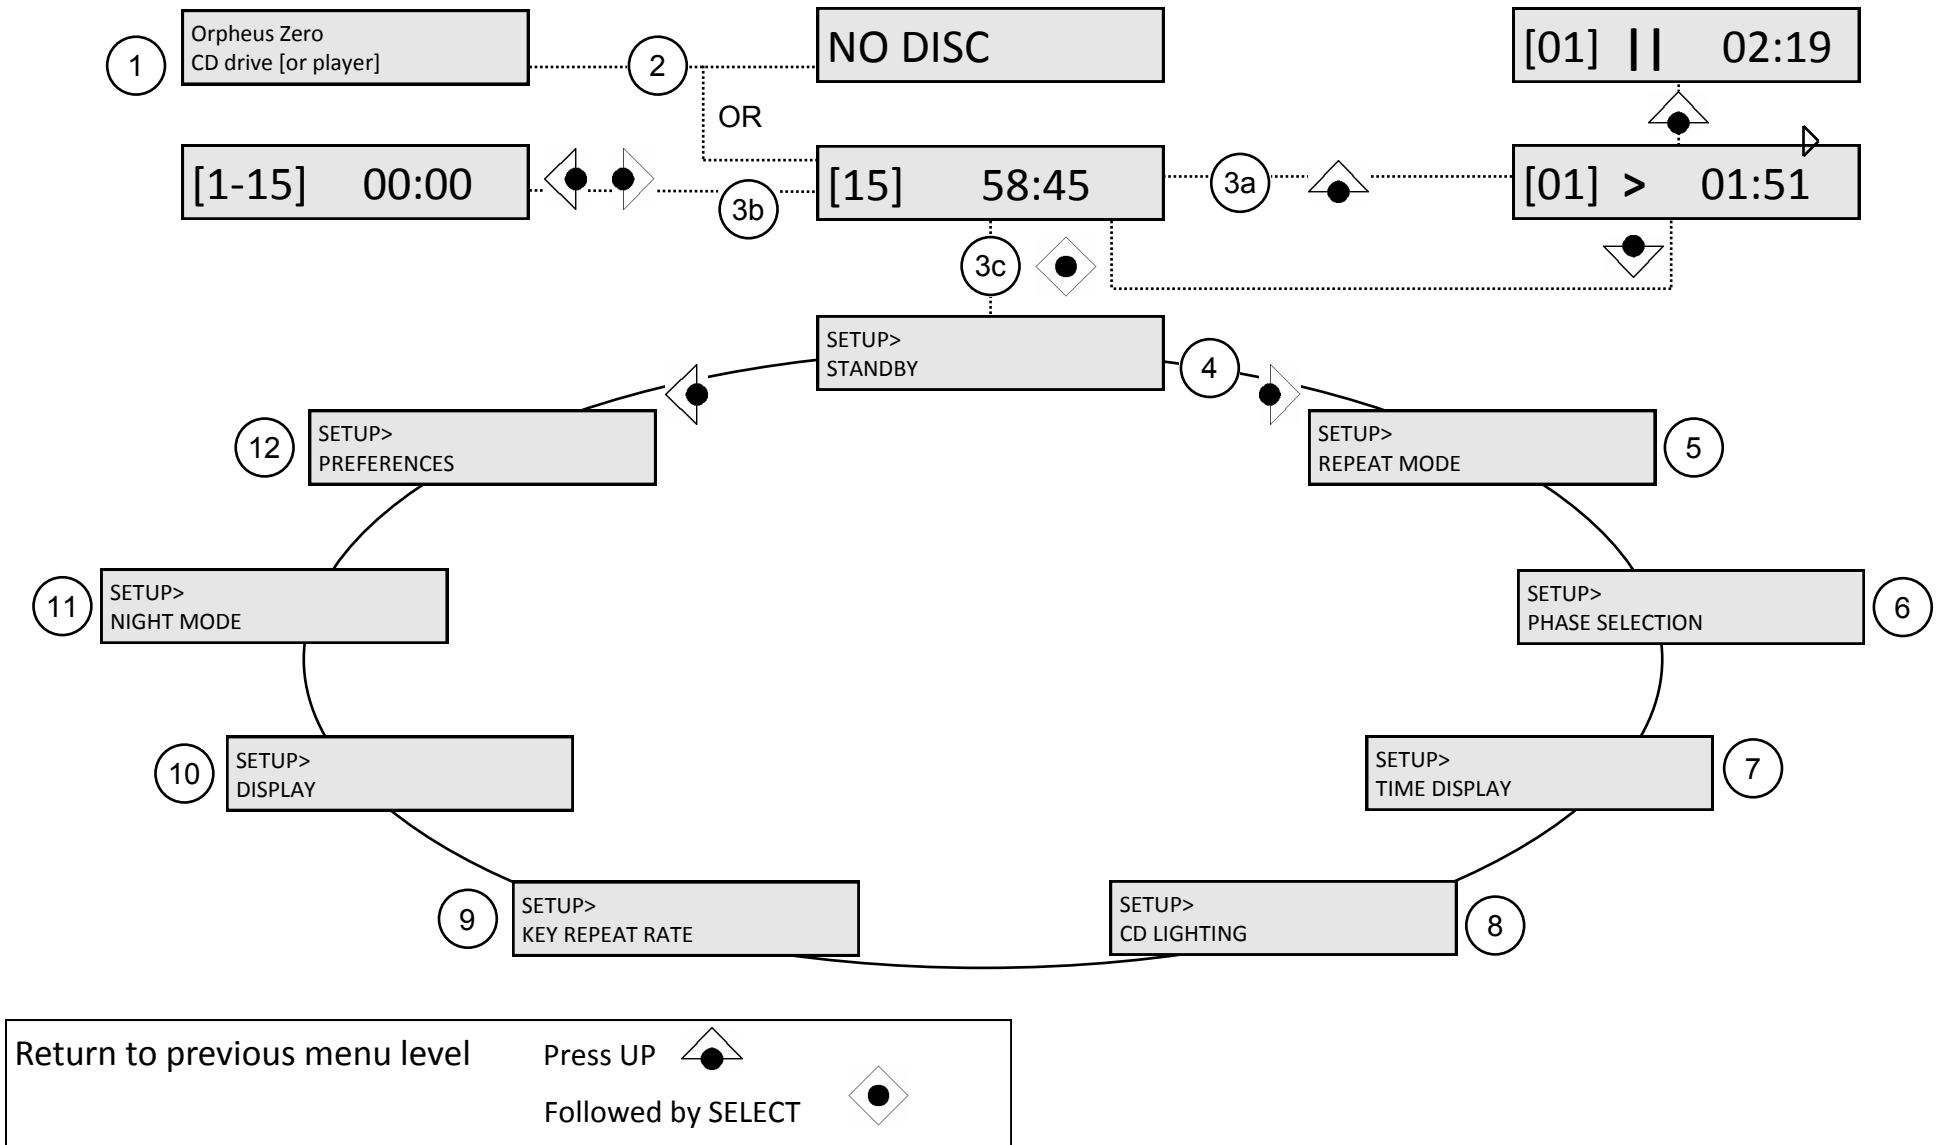 1
Orpheus Zero
CD drive [or player]
2
NO DISC
[01] || 02:19
OR
[1-15] 00:00
3b
[15] 58:45
3a
[01] > 01:51
3c
SETUP>
STANDBY
4
12
SETUP>
PREFERENCES
SETUP>
REPEAT MODE
5
11
SETUP>
NIGHT MODE
SETUP>
PHASE SELECTION
6
10
SETUP>
DISPLAY
SETUP>
TIME DISPLAY
7
9
SETUP>
KEY REPEAT RATE
SETUP>
CD LIGHTING
8
Return to previous menu level
Press UP
Followed by SELECT